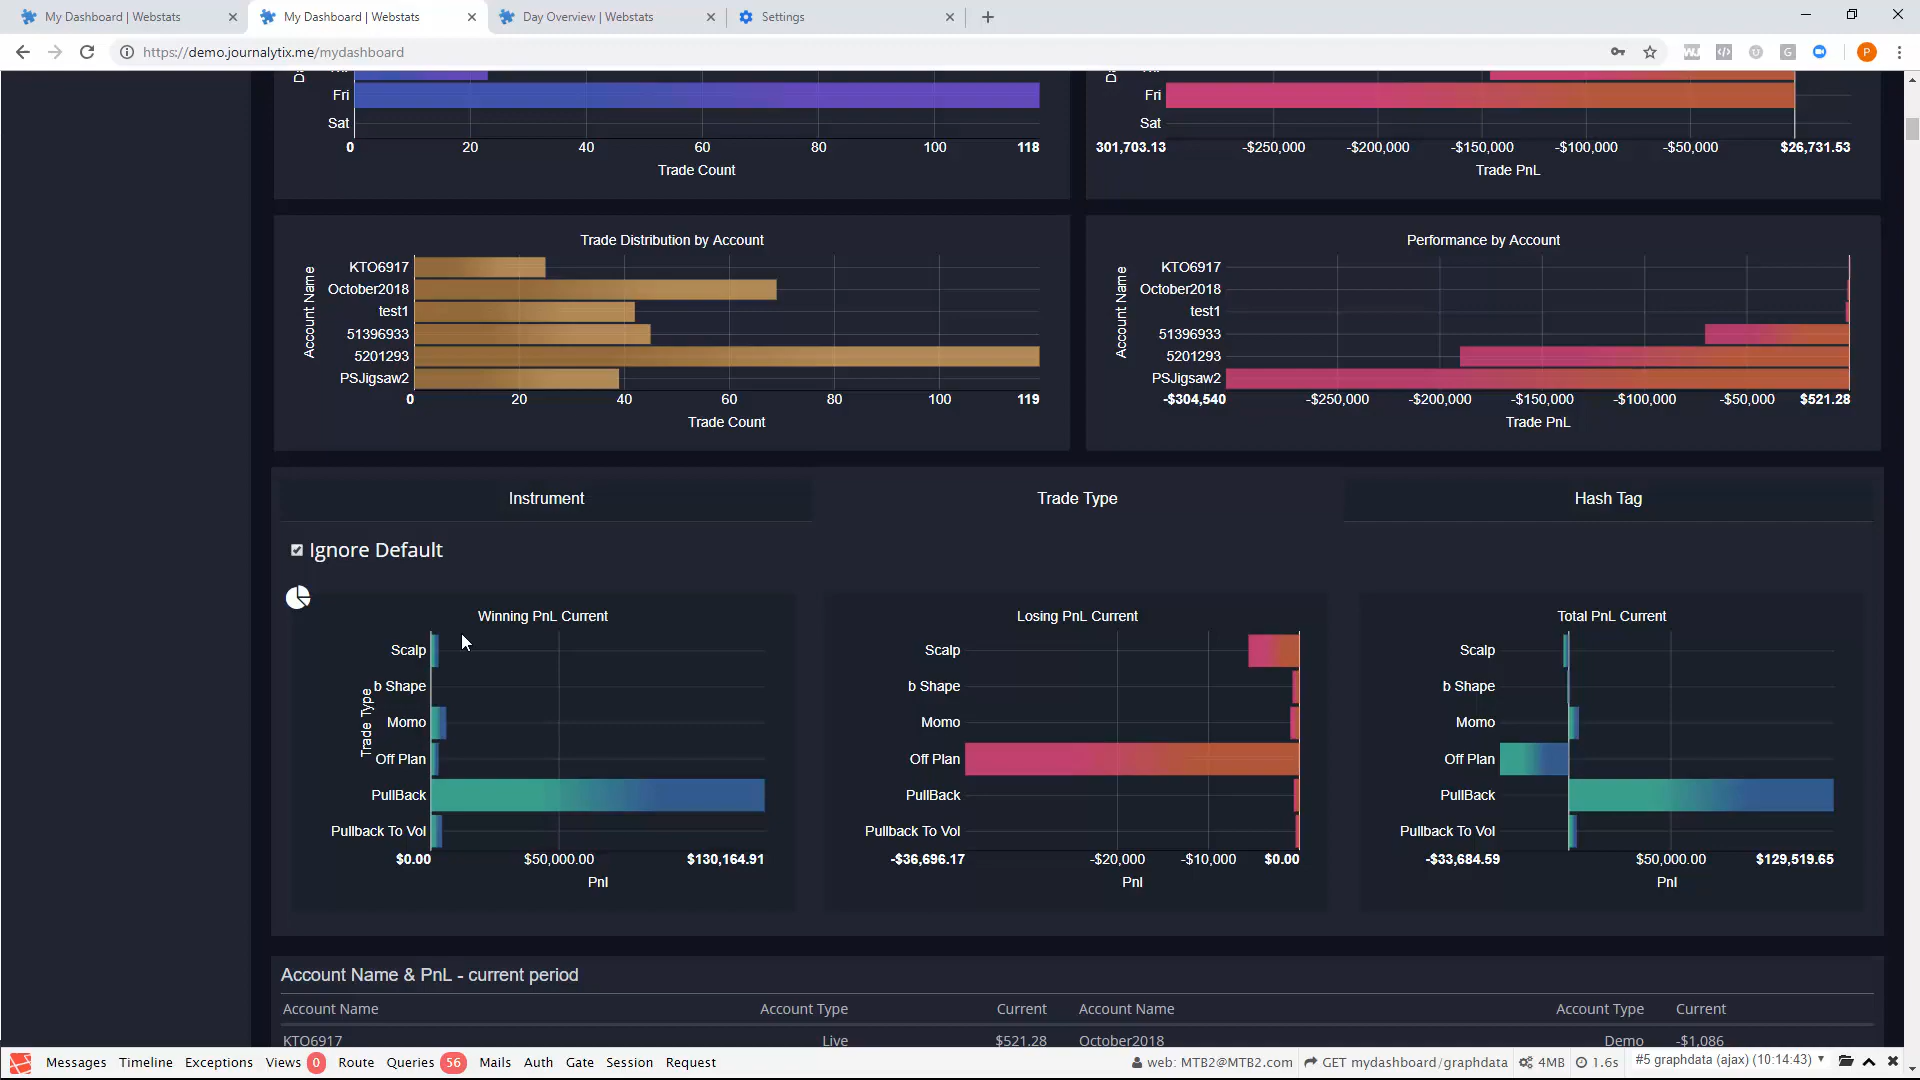 My Dashboard | Webstats
My Dashboard | Webstats
Day Overview | Webstats
Settings
https://demo.journalytix.me/mydashboard
Fri
Sat
0 20 40 60 80 100 118
Trade Count
Fri
Sat
301,703.13 -$250,000 -$200,000 -$150,000 -$100,000 -$50,000 $26,731.53
Trade PnL
Trade Distribution by Account
Account Name
KTO6917
October2018
test1
51396933
5201293
PSJigsaw2
0 20 40 60 80 100 119
Trade Count
Performance by Account
Account Name
KTO6917
October2018
test1
51396933
5201293
PSJigsaw2
-$304,540 -$250,000 -$200,000 -$150,000 -$100,000 -$50,000 $521.28
Trade PnL
Instrument Trade Type Hash Tag
Ignore Default
Winning PnL Current
Trade Type
Scalp
b Shape
Momo
Off Plan
PullBack
Pullback To Vol
$0.00 $50,000.00 $130,164.91
Pnl
Losing PnL Current
Scalp
b Shape
Momo
Off Plan
PullBack
Pullback To Vol
-$36,696.17 -$20,000 -$10,000 $0.00
Pnl
Total PnL Current
Scalp
b Shape
Momo
Off Plan
PullBack
Pullback To Vol
-$33,684.59 $50,000.00 $129,519.65
Pnl
Account Name & PnL - current period
Account Name Account Type Current Account Name Account Type Current
KTO6917 Live $521.28 October2018 Demo -$1,086
Messages Timeline Exceptions Views 0 Route Queries 56 Mails Auth Gate Session Request web: MTB2@MTB2.com GET mydashboard/graphdata 4MB 1.6s #5 graphdata (ajax) (10:14:43)